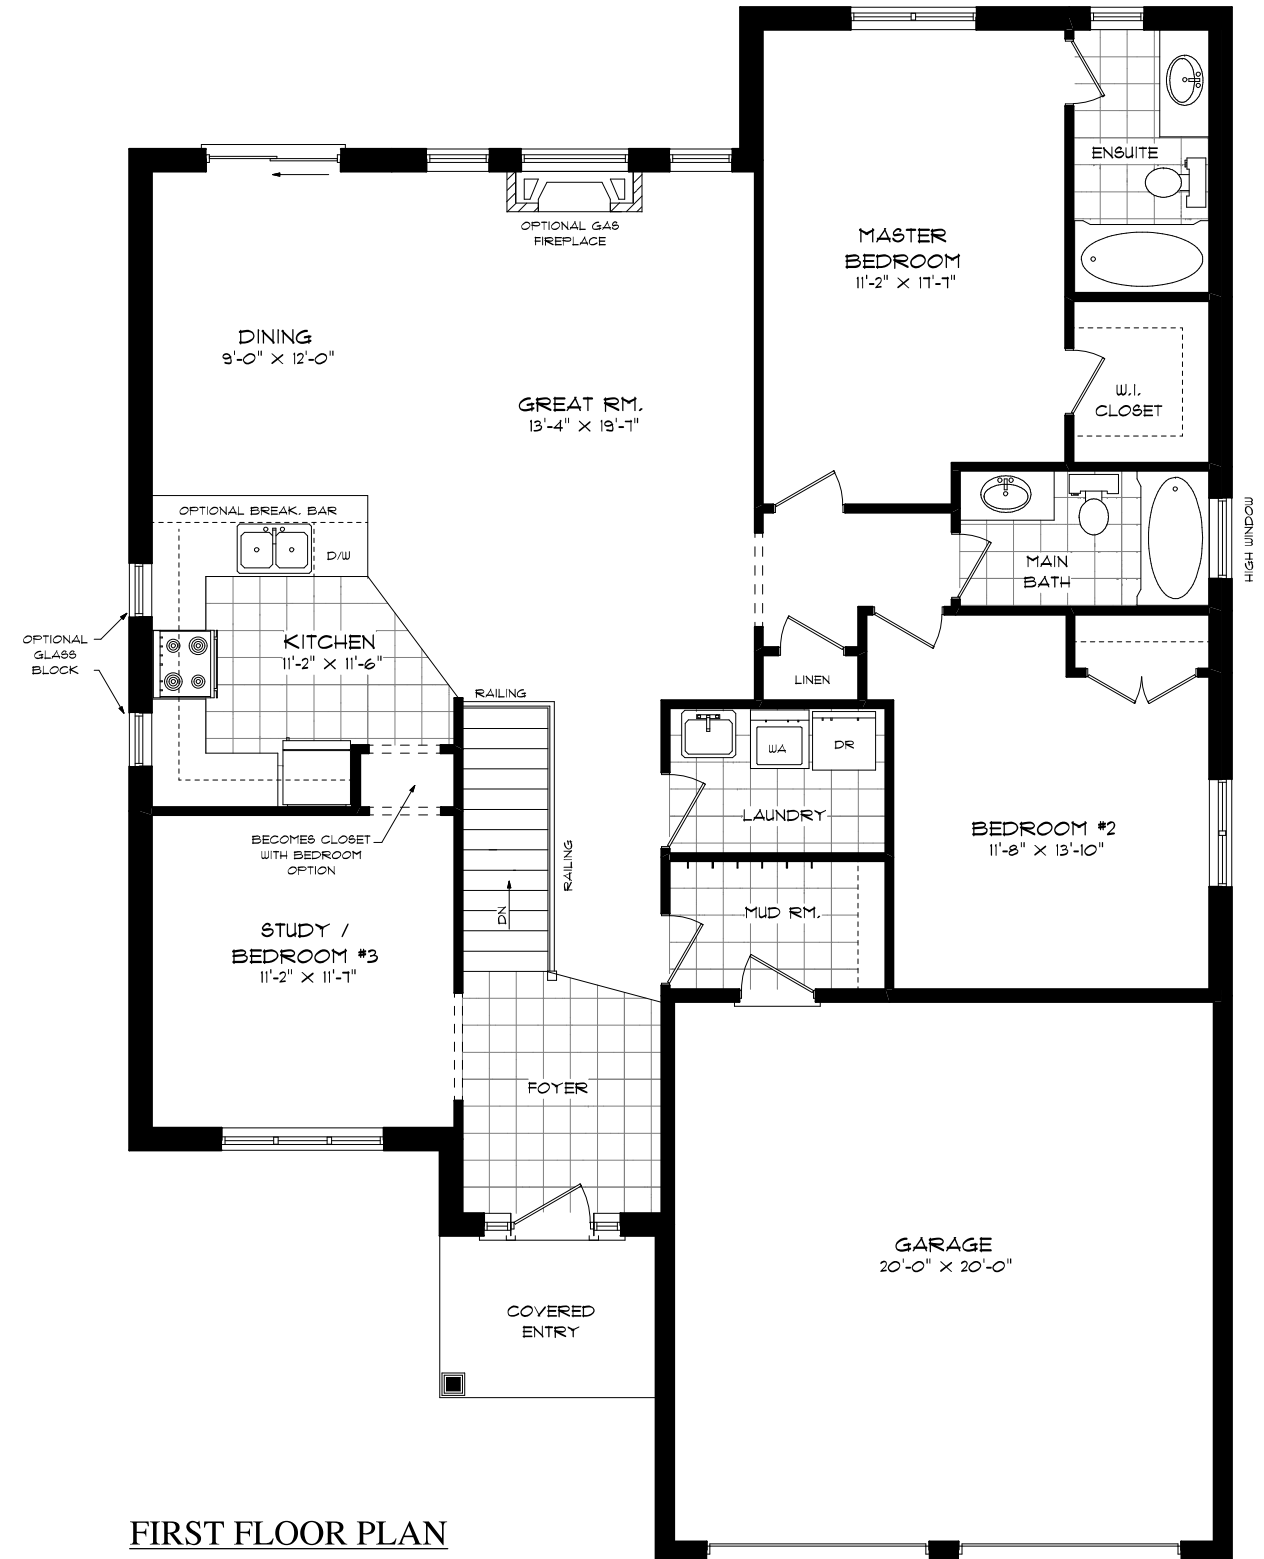 ENSUITE
OPTIONAL GAS
FIREPLACE
MASTER
BEDROOM
11'-2" X 17'-7"
DINING
9'-0" X 12'-0"
GREAT RM.
13'-4" X 19'-7"
W.I.
CLOSET
OPTIONAL BREAK. BAR
D/W
HIGH WINDOW
MAIN
BATH
OPTIONAL
GLASS
BLOCK
KITCHEN
11'-2" X 11'-6"
LINEN
RAILING
WA
DR
LAUNDRY
BEDROOM #2
11'-8" X 13'-10"
BECOMES CLOSET
WITH BEDROOM
OPTION
RAILING
DN
MUD RM.
STUDY /
BEDROOM #3
11'-2" X 11'-7"
FOYER
GARAGE
20'-0" X 20'-0"
COVERED
ENTRY
FIRST FLOOR PLAN